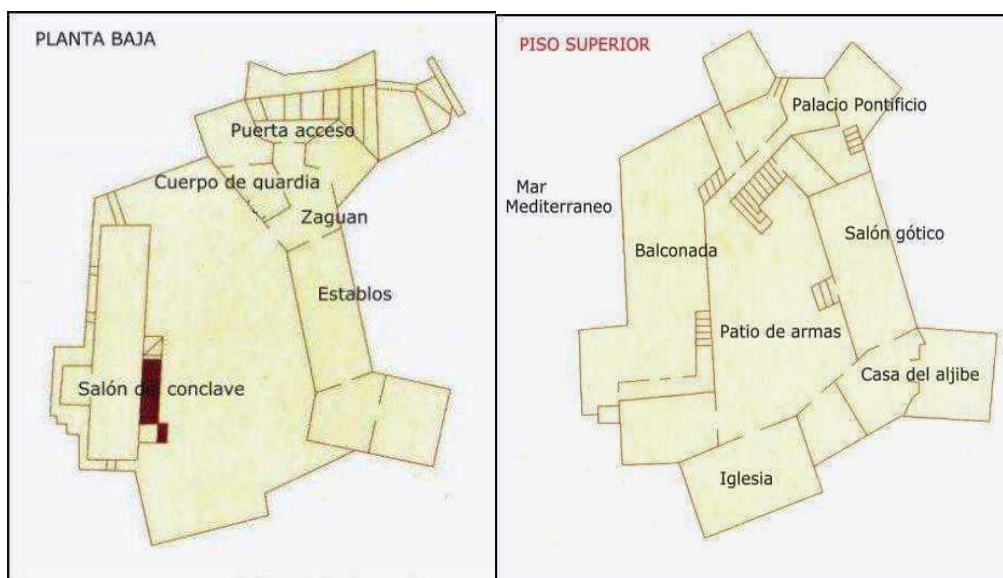 PLANTA BAJA
Puerta acceso
Cuerpo de guardia
Zaguan
Establos
Salón del conclave
PISO SUPERIOR
Palacio Pontificio
Mar
Mediterraneo
Salón gótico
Balconada
Patio de armas
Casa del aljibe
Iglesia